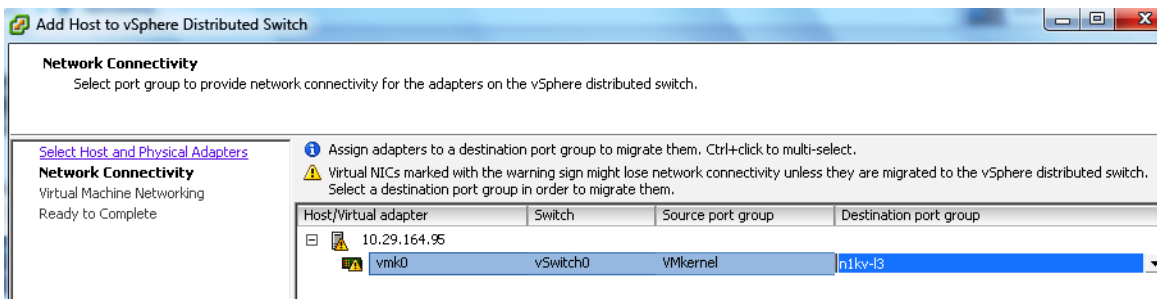 Add Host to vSphere Distributed Switch
Network Connectivity
Select port group to provide network connectivity for the adapters on the vSphere distributed switch.
Select Host and Physical Adapters
Network Connectivity
Virtual Machine Networking
Ready to Complete
Assign adapters to a destination port group to migrate them. Ctrl+click to multi-select.
Virtual NICs marked with the warning sign might lose network connectivity unless they are migrated to the vSphere distributed switch.
Select a destination port group in order to migrate them.
Host/Virtual adapter Switch Source port group Destination port group
10.29.164.95
vmk0 vSwitch0 VMkernel n1kv-l3